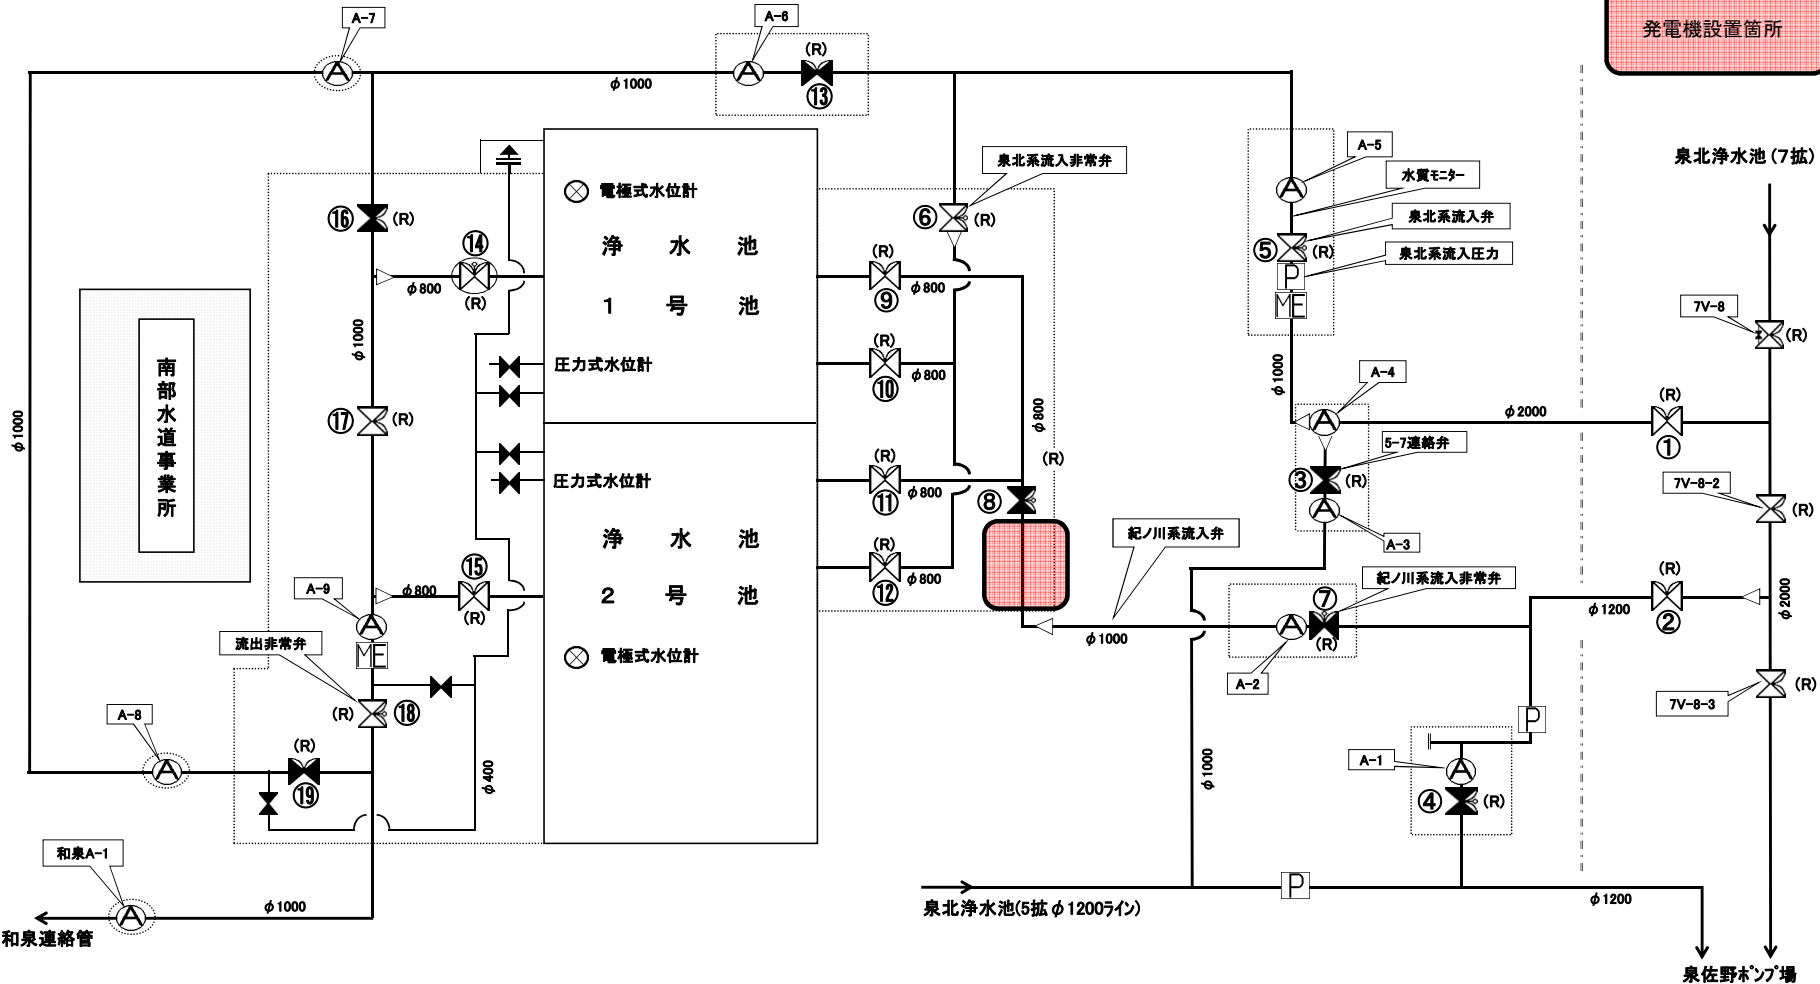 A-7
A-6
発電機設置箇所
(R)
⑬
φ1000
A-5
水質モニター
泉北浄水池(7拡)
泉北系流入非常弁
電極式水位計
⑯
(R)
⑥
(R)
泉北系流入弁
⑤
(R)
泉北系流入圧力
P
ME
浄水池
1号池
⑭
φ800
(R)
(R)
φ800
⑨
7V-8
(R)
φ1000
φ1000
南部水道事業所
圧力式水位計
(R)
φ800
⑩
A-4
φ2000
(R)
①
φ1000
⑰
(R)
φ800
(R)
5-7連絡弁
③
(R)
圧力式水位計
(R)
φ800
⑪
⑧
7V-8-2
(R)
A-3
浄水池
2号池
紀ノ川系流入弁
紀ノ川系流入非常弁
(R)
φ800
⑫
⑮
φ800
(R)
A-9
⑦
(R)
φ1000
A-2
(R)
φ1200
②
φ2000
流出非常弁
ME
電極式水位計
7V-8-3
(R)
(R)
⑱
A-8
P
(R)
⑲
φ400
φ1000
A-1
④
(R)
和泉A-1
φ1000
和泉連絡管
泉北浄水池(5拡φ1200ライン)
P
φ1200
泉佐野ポンプ場
A
A
A
A
A
A
A
A
A
A